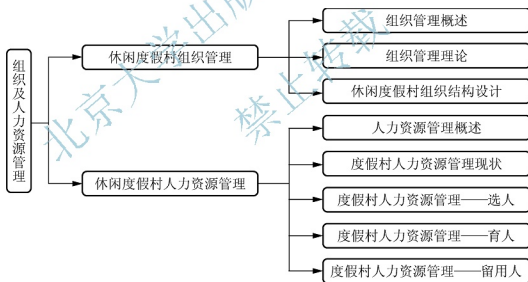 组织及人力资源管理
休闲度假村组织管理
组织管理概述
组织管理理论
休闲度假村组织结构设计
休闲度假村人力资源管理
人力资源管理概述
度假村人力资源管理现状
度假村人力资源管理——选人
度假村人力资源管理——育人
度假村人力资源管理——留用人
北京大学出版
禁止转载